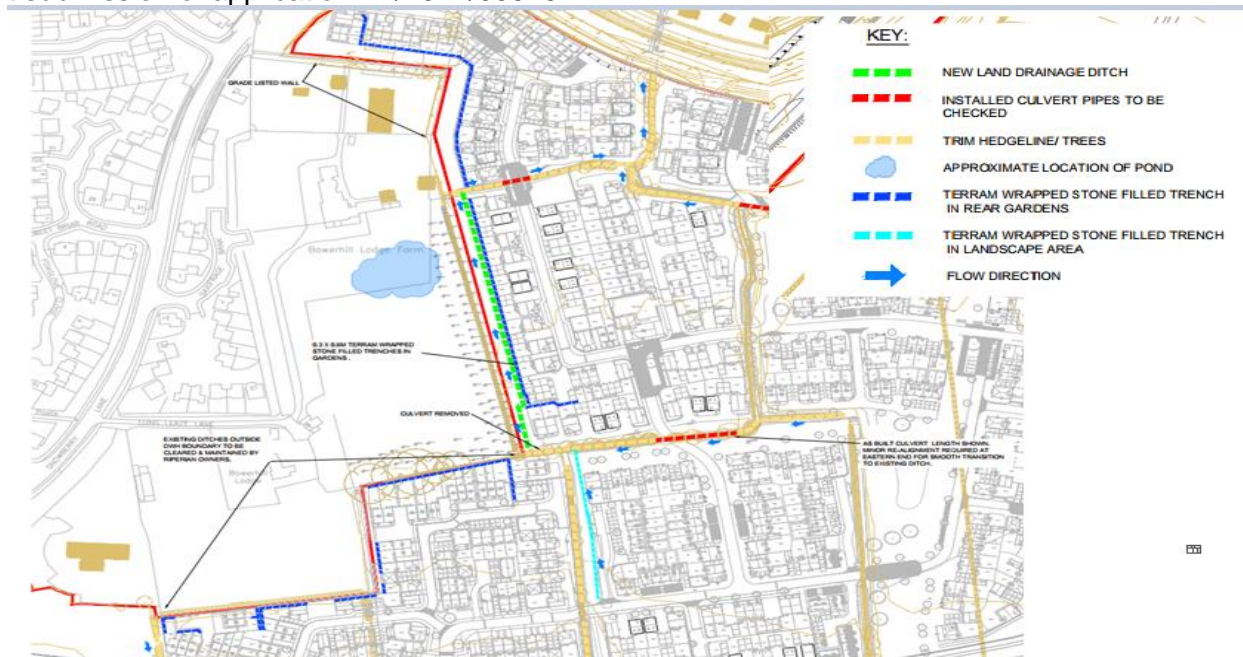 KEY:
NEW LAND DRAINAGE DITCH
INSTALLED CULVERT PIPES TO BE
CHECKED
TRIM HEDGELINE/ TREES
APPROXIMATE LOCATION OF POND
TERRAM WRAPPED STONE FILLED TRENCH
IN REAR GARDENS
TERRAM WRAPPED STONE FILLED TRENCH
IN LANDSCAPE AREA
FLOW DIRECTION
GRADE LISTED WALL
Bowerhill Lodge Farm
TERRAM WRAPPED
STONE FILLED TRENCHES IN
GARDENS .
CULVERT REMOVED
EXISTING DITCHES OUTSIDE
DWH BOUNDARY TO BE
CLEARED & MAINTAINED BY
RIPERIAN OWNERS.
Bowerhill
Lodge
AS BUILT CULVERT LENGTH SHOWN.
MINOR RE-ALIGNMENT REQUIRED AT
EASTERN END FOR SMOOTH TRANSITION
TO EXISTING DITCH.